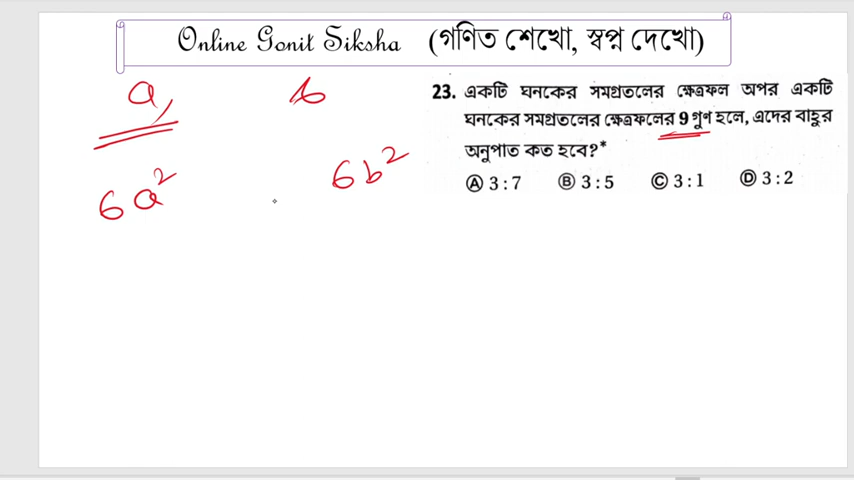 Online Gonit Siksha (গণিত শেখো, স্বপ্ন দেখো)
a, b
6a² 6b²
23. একটি ঘনকের সমগ্রতলের ক্ষেত্রফল অপর একটি
ঘনকের সমগ্রতলের ক্ষেত্রফলের 9 গুণ হলে, এদের বাহুর
অনুপাত কত হবে?*
Ⓐ 3 : 7 Ⓑ 3 : 5 Ⓒ 3 : 1 Ⓓ 3 : 2